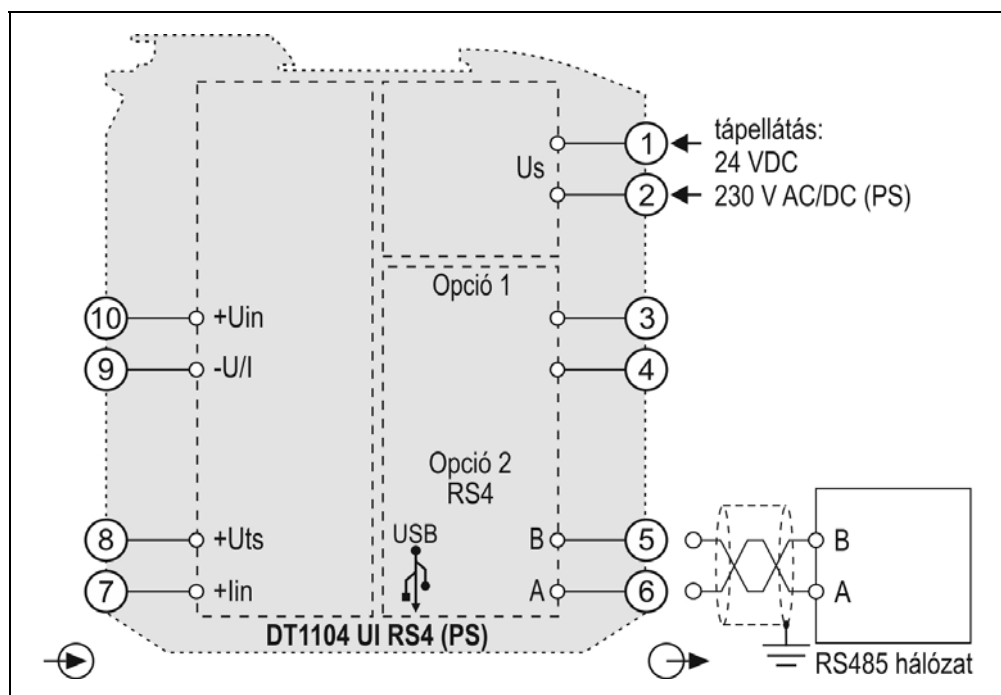 1
tápellátás:
24 VDC
Us
2
230 V AC/DC (PS)
Opció 1
10
+Uin
3
9
-U/I
4
Opció 2
RS4
8
+Uts
USB
B
5
B
7
+Iin
A
6
A
DT1104 UI RS4 (PS)
RS485 hálózat